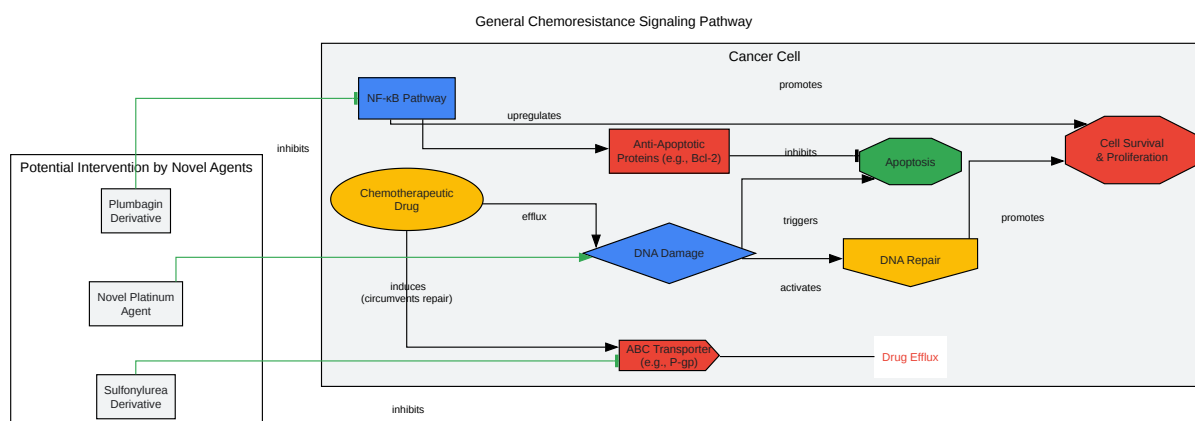 General Chemoresistance Signaling Pathway
Cancer Cell
promotes
NF-κB Pathway
upregulates
inhibits
Anti-Apoptotic
Proteins (e.g., Bcl-2)
inhibits
Apoptosis
Cell Survival
& Proliferation
Potential Intervention by Novel Agents
Plumbagin
Derivative
Chemotherapeutic
Drug
efflux
triggers
promotes
DNA Damage
DNA Repair
Novel Platinum
Agent
induces
(circumvents repair)
activates
ABC Transporter
(e.g., P-gp)
Drug Efflux
Sulfonylurea
Derivative
inhibits